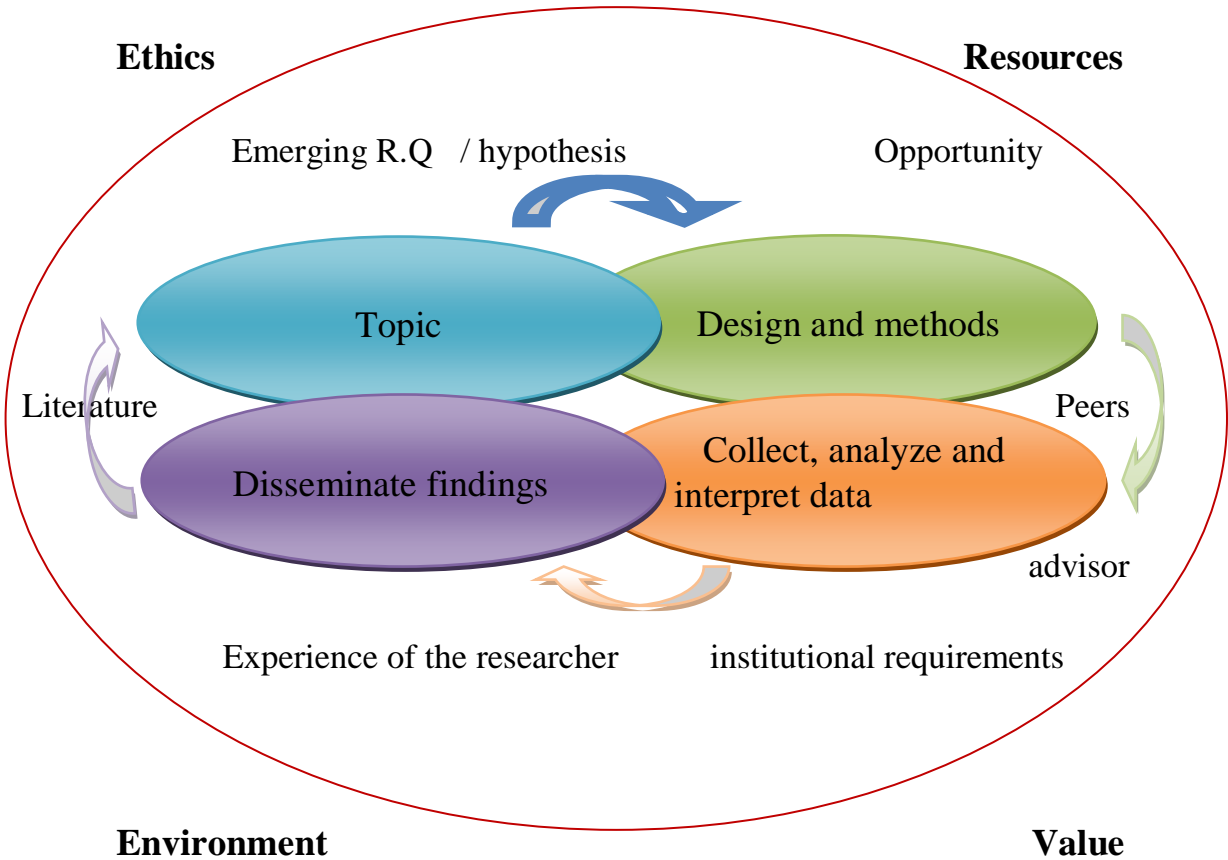 Ethics
Resources
Emerging R.Q / hypothesis
Opportunity
Topic
Design and methods
Literature
Peers
Disseminate findings
Collect, analyze and
interpret data
advisor
Experience of the researcher
institutional requirements
Environment
Value